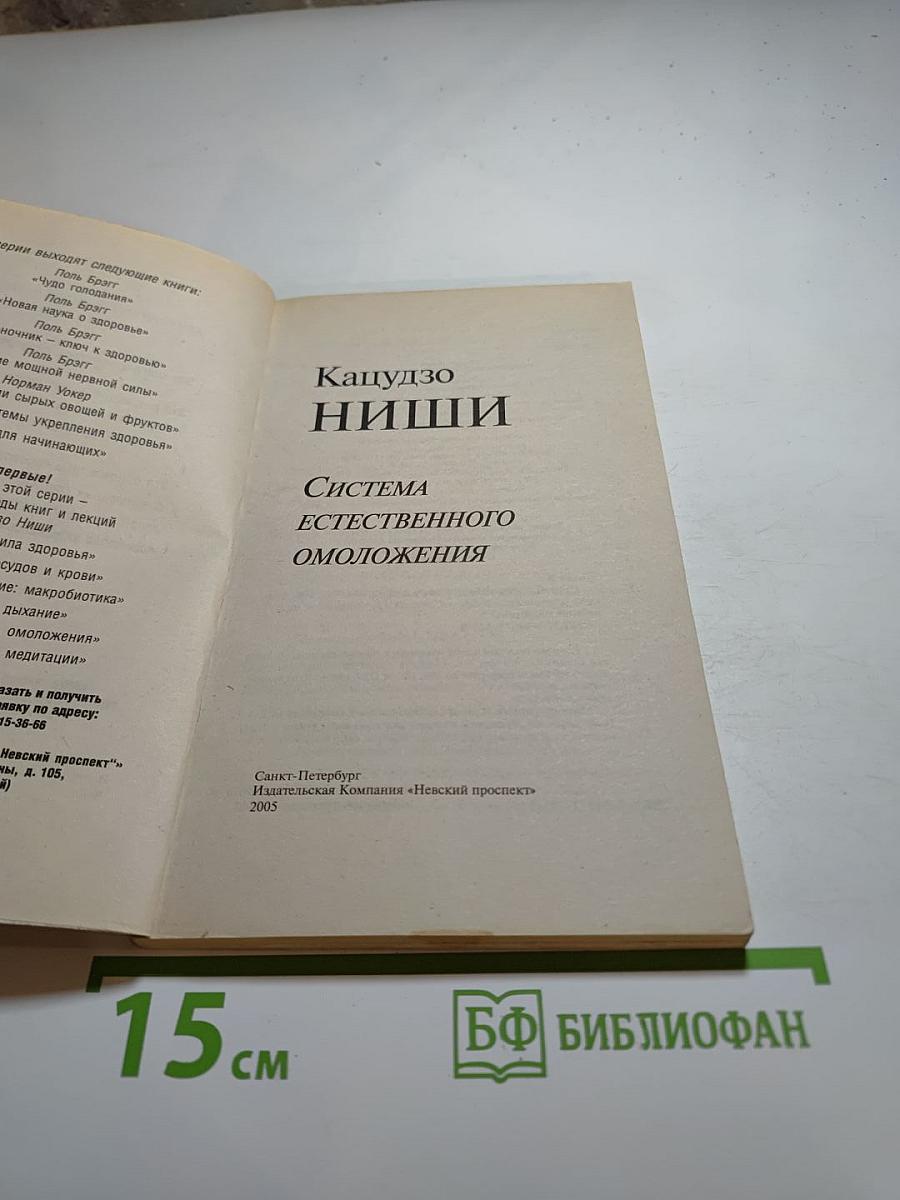 серии выходят следующие книги:
Поль Брэгг
«Чудо голодания»
Поль Брэгг
«Новая наука о здоровье»
Поль Брэгг
ночник – ключ к здоровью»
Поль Брэгг
ие мощной нервной силы»
Норман Уокер
ми сырых овощей и фруктов»
темы укрепления здоровья»
для начинающих»
первые!
этой серии –
ды книг и лекций
Ниши
ила здоровья»
судов и крови»
ие: макробиотика»
дыхание»
омоложения»
медитации»
азать и получить
явку по адресу:
15-36-66
Невский проспект“»
ны, д. 105,
й)
Кацудзо
НИШИ
СИСТЕМА
ЕСТЕСТВЕННОГО
ОМОЛОЖЕНИЯ
Санкт-Петербург
Издательская Компания «Невский проспект»
2005
15 см
БФ БИБЛИОФАН